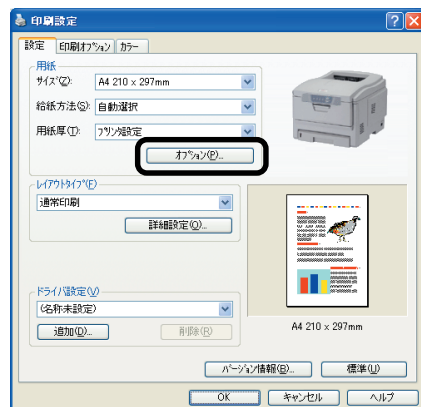 印刷設定
設定 印刷ｵﾌﾟｼｮﾝ ｶﾗｰ
用紙
ｻｲｽﾞ(Z): A4 210 x 297mm
給紙方法(S): 自動選択
用紙厚(T): ﾌﾟﾘﾝﾀ設定
ｵﾌﾟｼｮﾝ(P)...
ﾚｲｱｳﾄﾀｲﾌﾟ(F)
通常印刷
詳細設定(O)...
ﾄﾞﾗｲﾊﾞ設定(V)
(名称未設定)
追加(D)... 削除(R)
A4 210 x 297mm
ﾊﾞｰｼﾞｮﾝ情報(B)... 標準(U)
OK ｷｬﾝｾﾙ ﾍﾙﾌﾟ